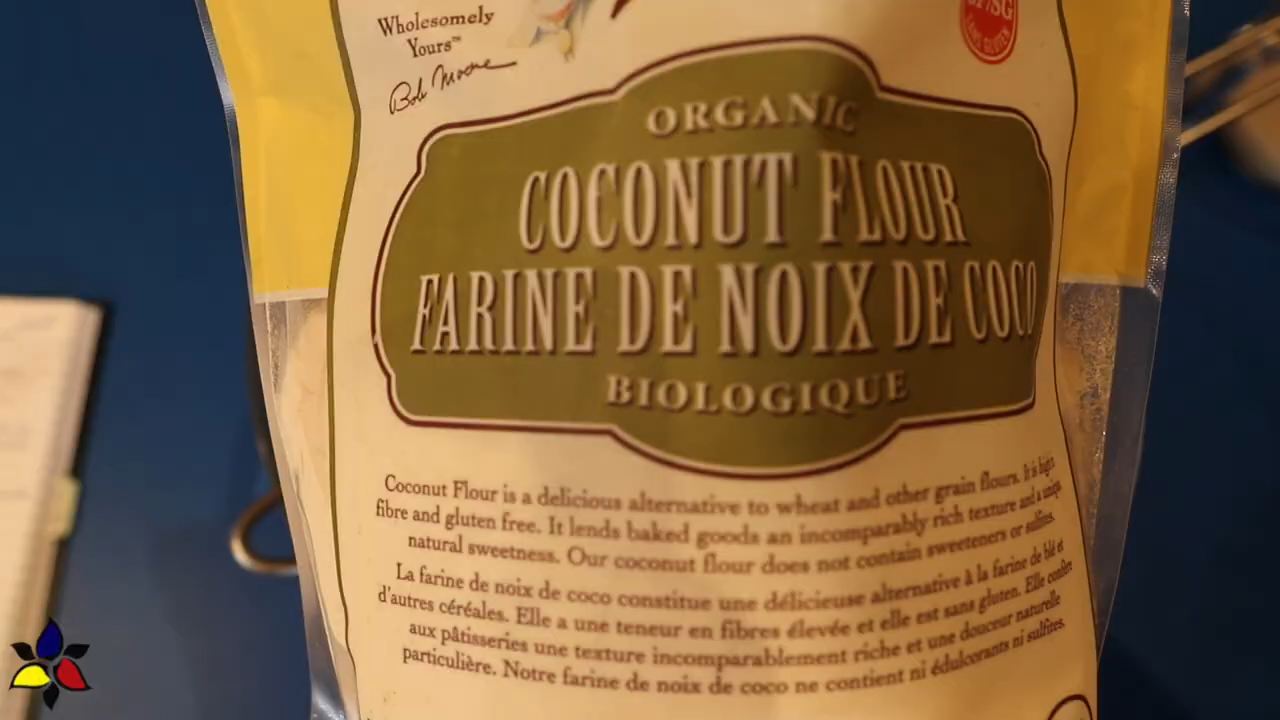 Wholesomely
Yours™
Bob Moore
GF/SG
SANS GLUTEN
ORGANIC
COCONUT FLOUR
FARINE DE NOIX DE COCO
BIOLOGIQUE
Coconut Flour is a delicious alternative to wheat and other grain flours. It is high
fibre and gluten free. It lends baked goods an incomparably rich texture and a unique
natural sweetness. Our coconut flour does not contain sweeteners or sulfites.
La farine de noix de coco constitue une délicieuse alternative à la farine de blé et
d'autres céréales. Elle a une teneur en fibres élevée et elle est sans gluten. Elle confère
aux pâtisseries une texture incomparablement riche et une douceur naturelle
particulière. Notre farine de noix de coco ne contient ni édulcorants ni sulfites.